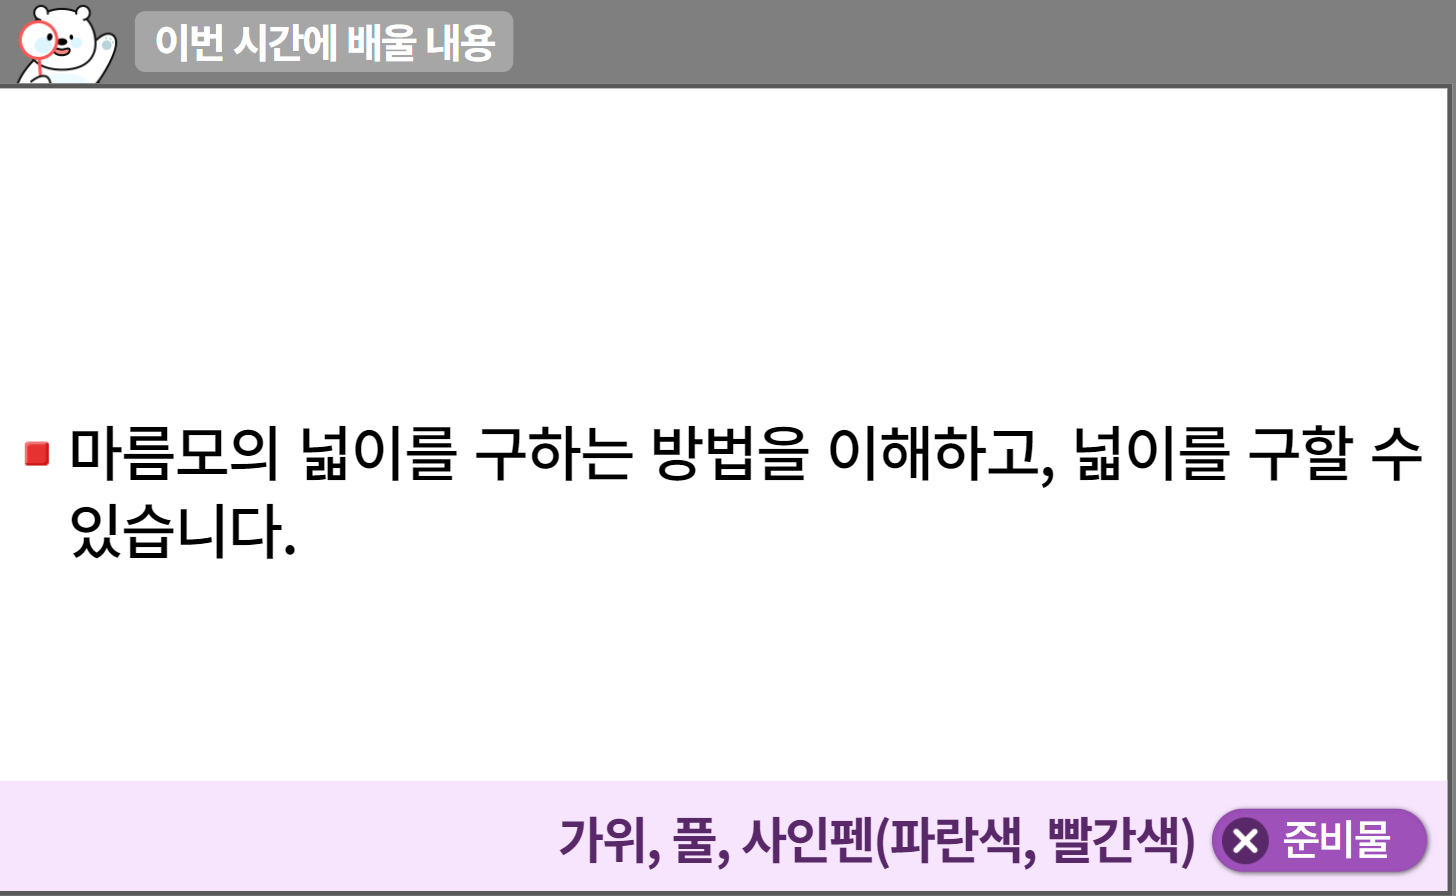 이번 시간에 배울 내용
마름모의 넓이를 구하는 방법을 이해하고, 넓이를 구할 수
있습니다.
가위, 풀, 사인펜(파란색, 빨간색) 준비물